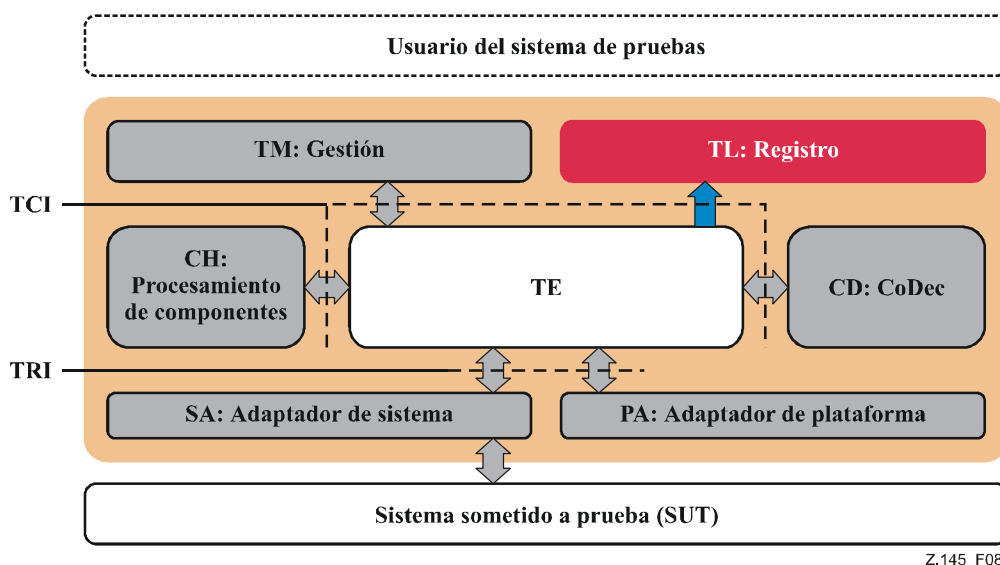 Usuario del sistema de pruebas
TM: Gestión
TL: Registro
TCI
CH:
Procesamiento
de componentes
TE
CD: CoDec
TRI
SA: Adaptador de sistema
PA: Adaptador de plataforma
Sistema sometido a prueba (SUT)
Z.145_F08